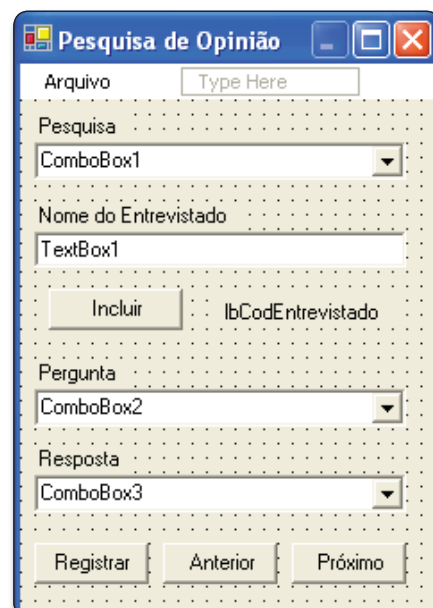 Pesquisa de Opinião
Arquivo Type Here
Pesquisa
ComboBox1
Nome do Entrevistado
TextBox1
Incluir lbCodEntrevistado
Pergunta
ComboBox2
Resposta
ComboBox3
Registrar Anterior Próximo